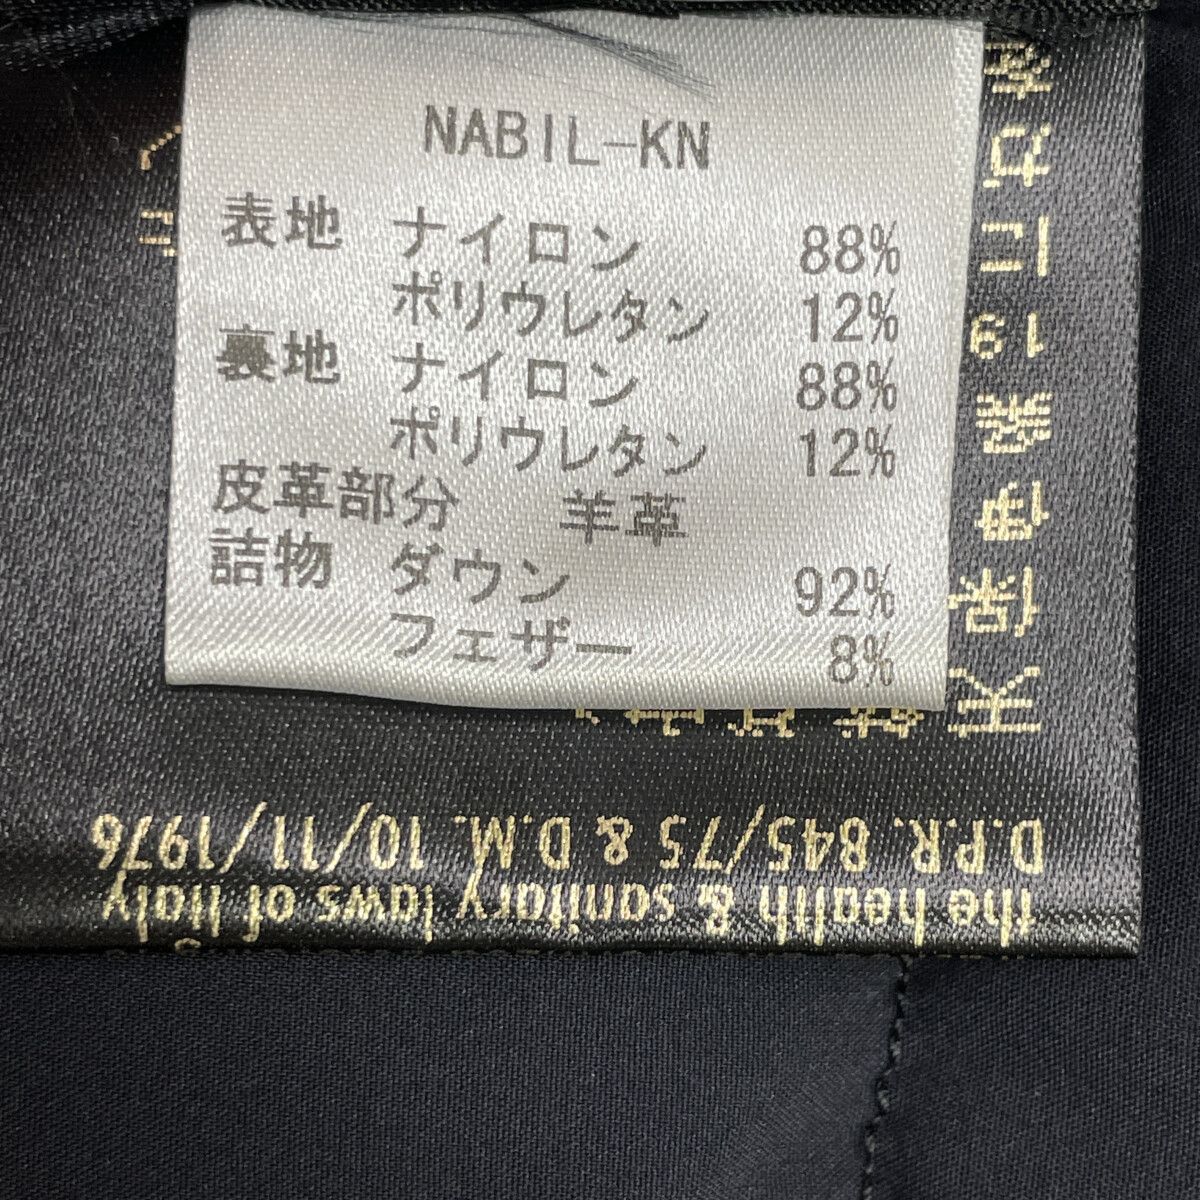 NABIL-KN
表地 ナイロン 88%
ポリウレタン 12%
裏地 ナイロン 88%
ポリウレタン 12%
皮革部分 羊革
詰物 ダウン 92%
フェザー 8%
D.P.R. 845/75 & D.M. 10/11/1976
the health & sanitary laws of Italy